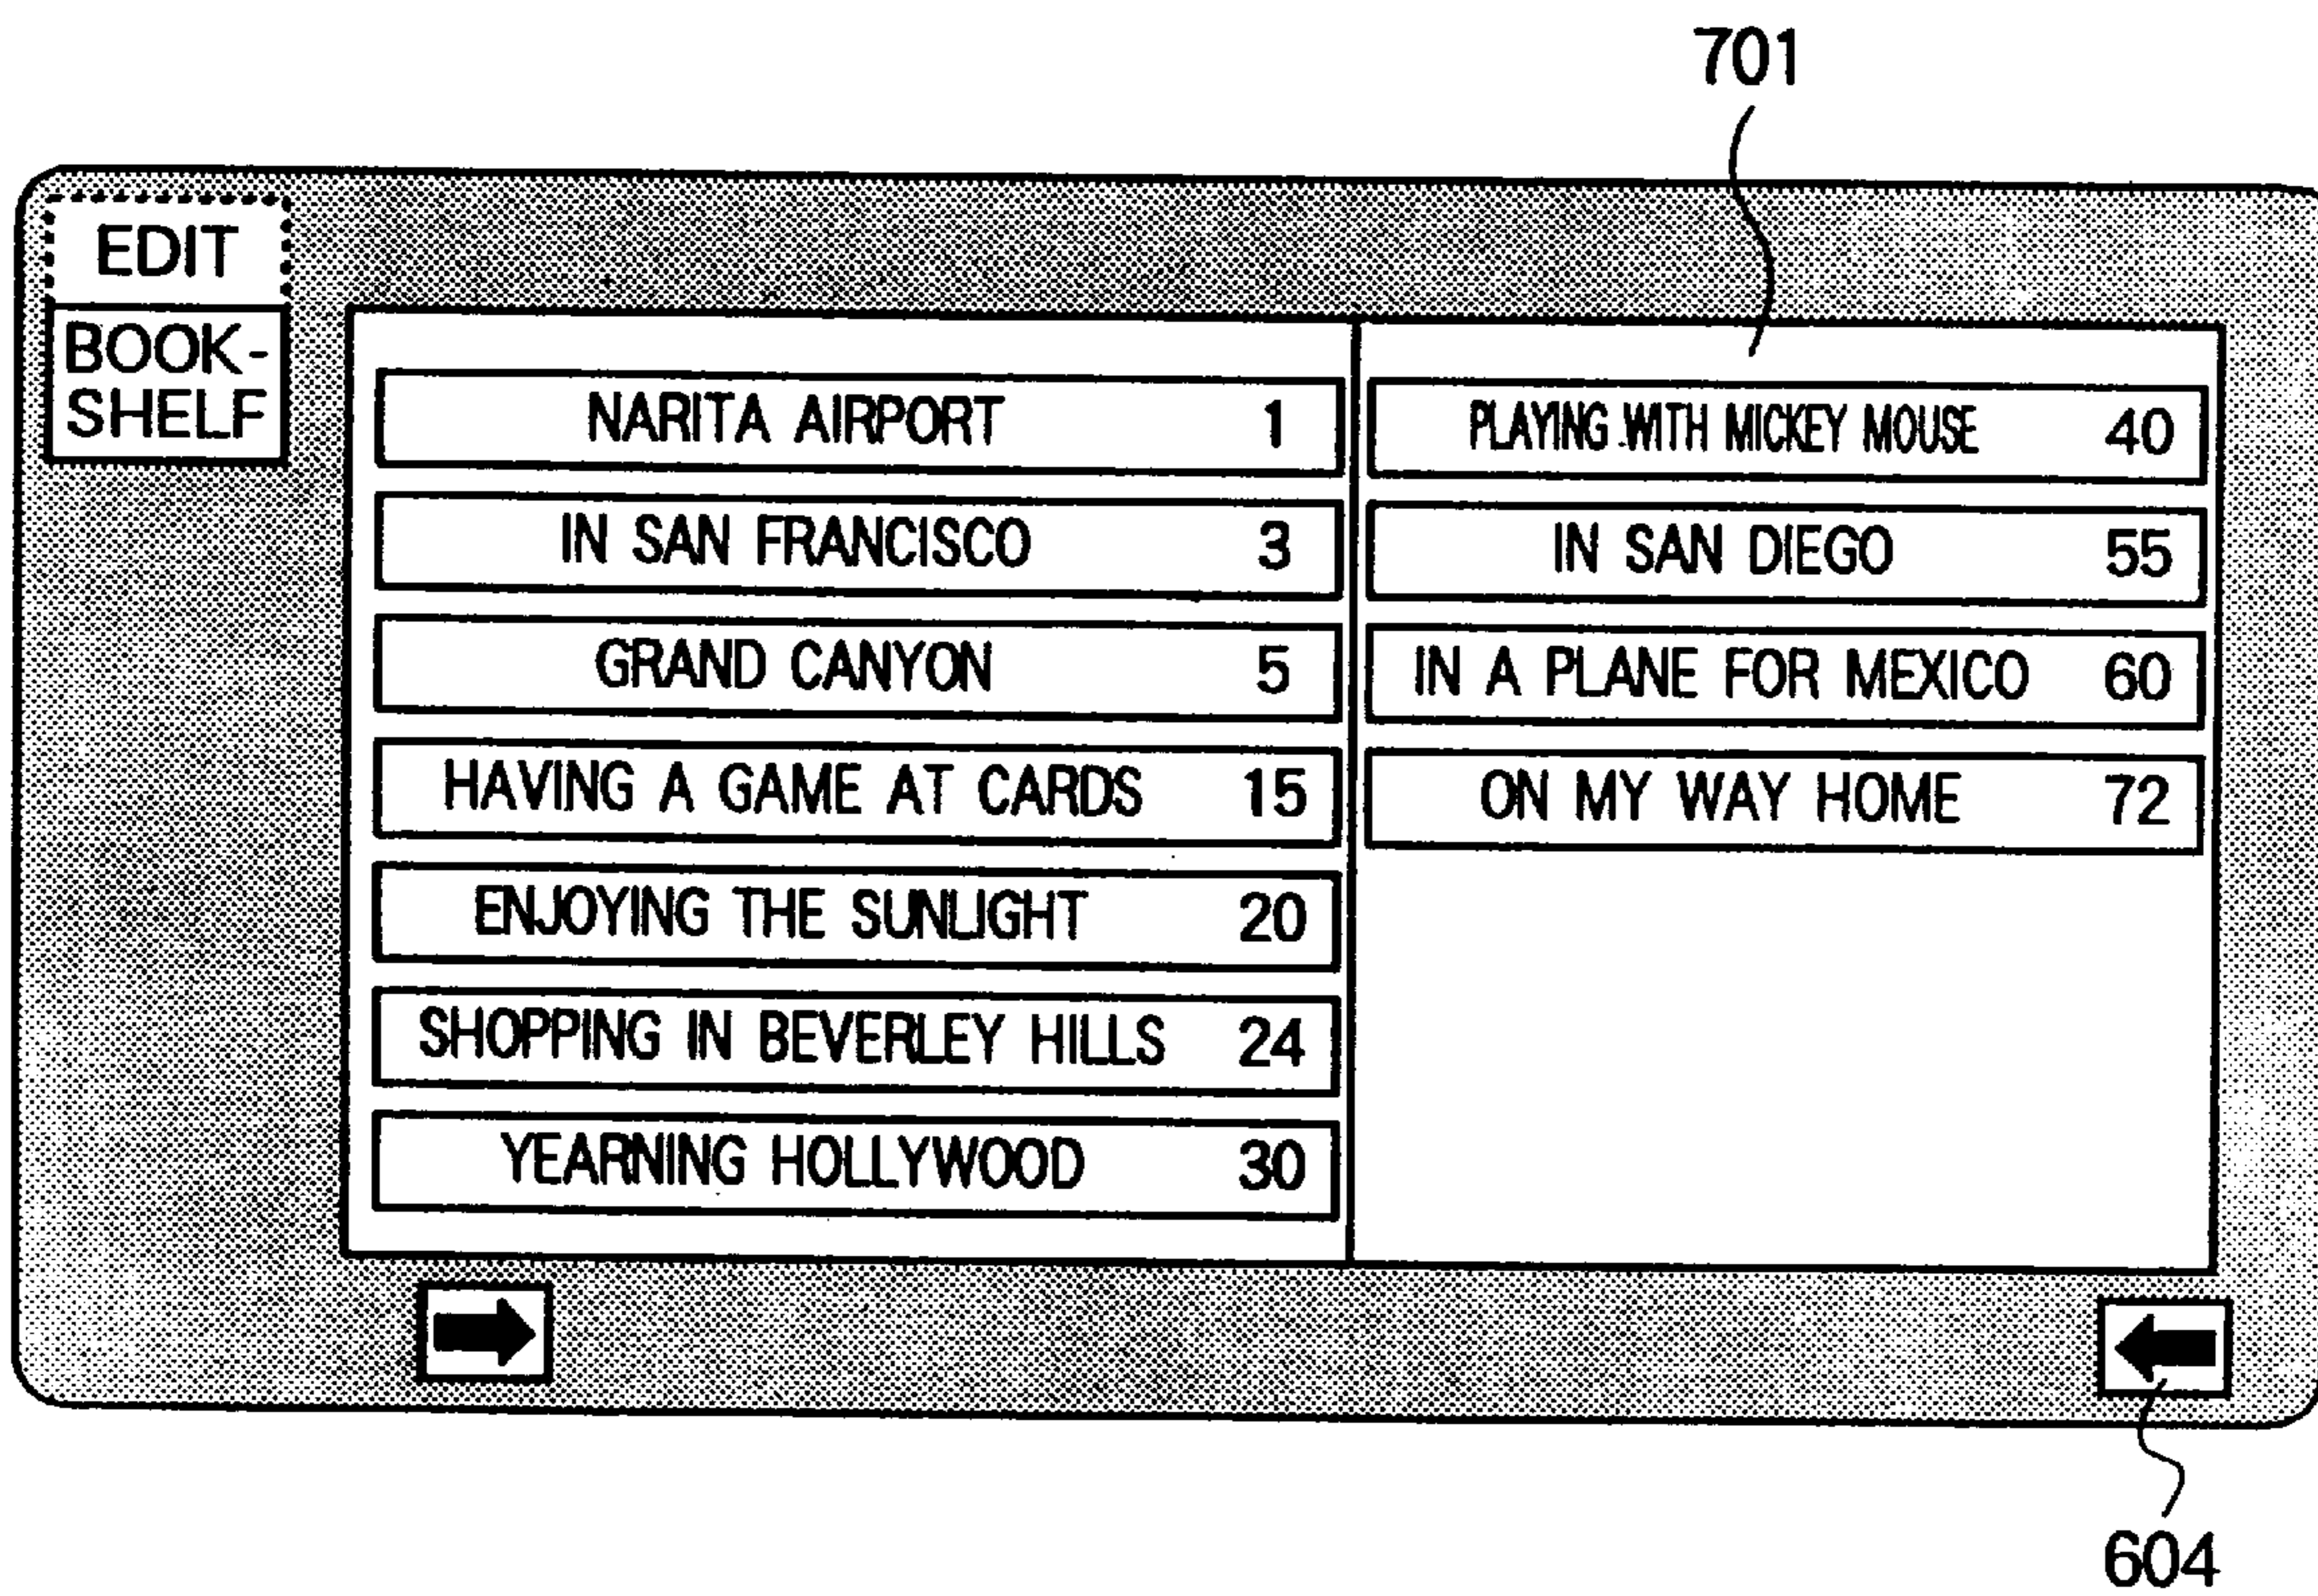 701
EDIT
BOOK-
SHELF
NARITA AIRPORT 1
IN SAN FRANCISCO 3
GRAND CANYON 5
HAVING A GAME AT CARDS 15
ENJOYING THE SUNLIGHT 20
SHOPPING IN BEVERLEY HILLS 24
YEARNING HOLLYWOOD 30
PLAYING WITH MICKEY MOUSE 40
IN SAN DIEGO 55
IN A PLANE FOR MEXICO 60
ON MY WAY HOME 72
604